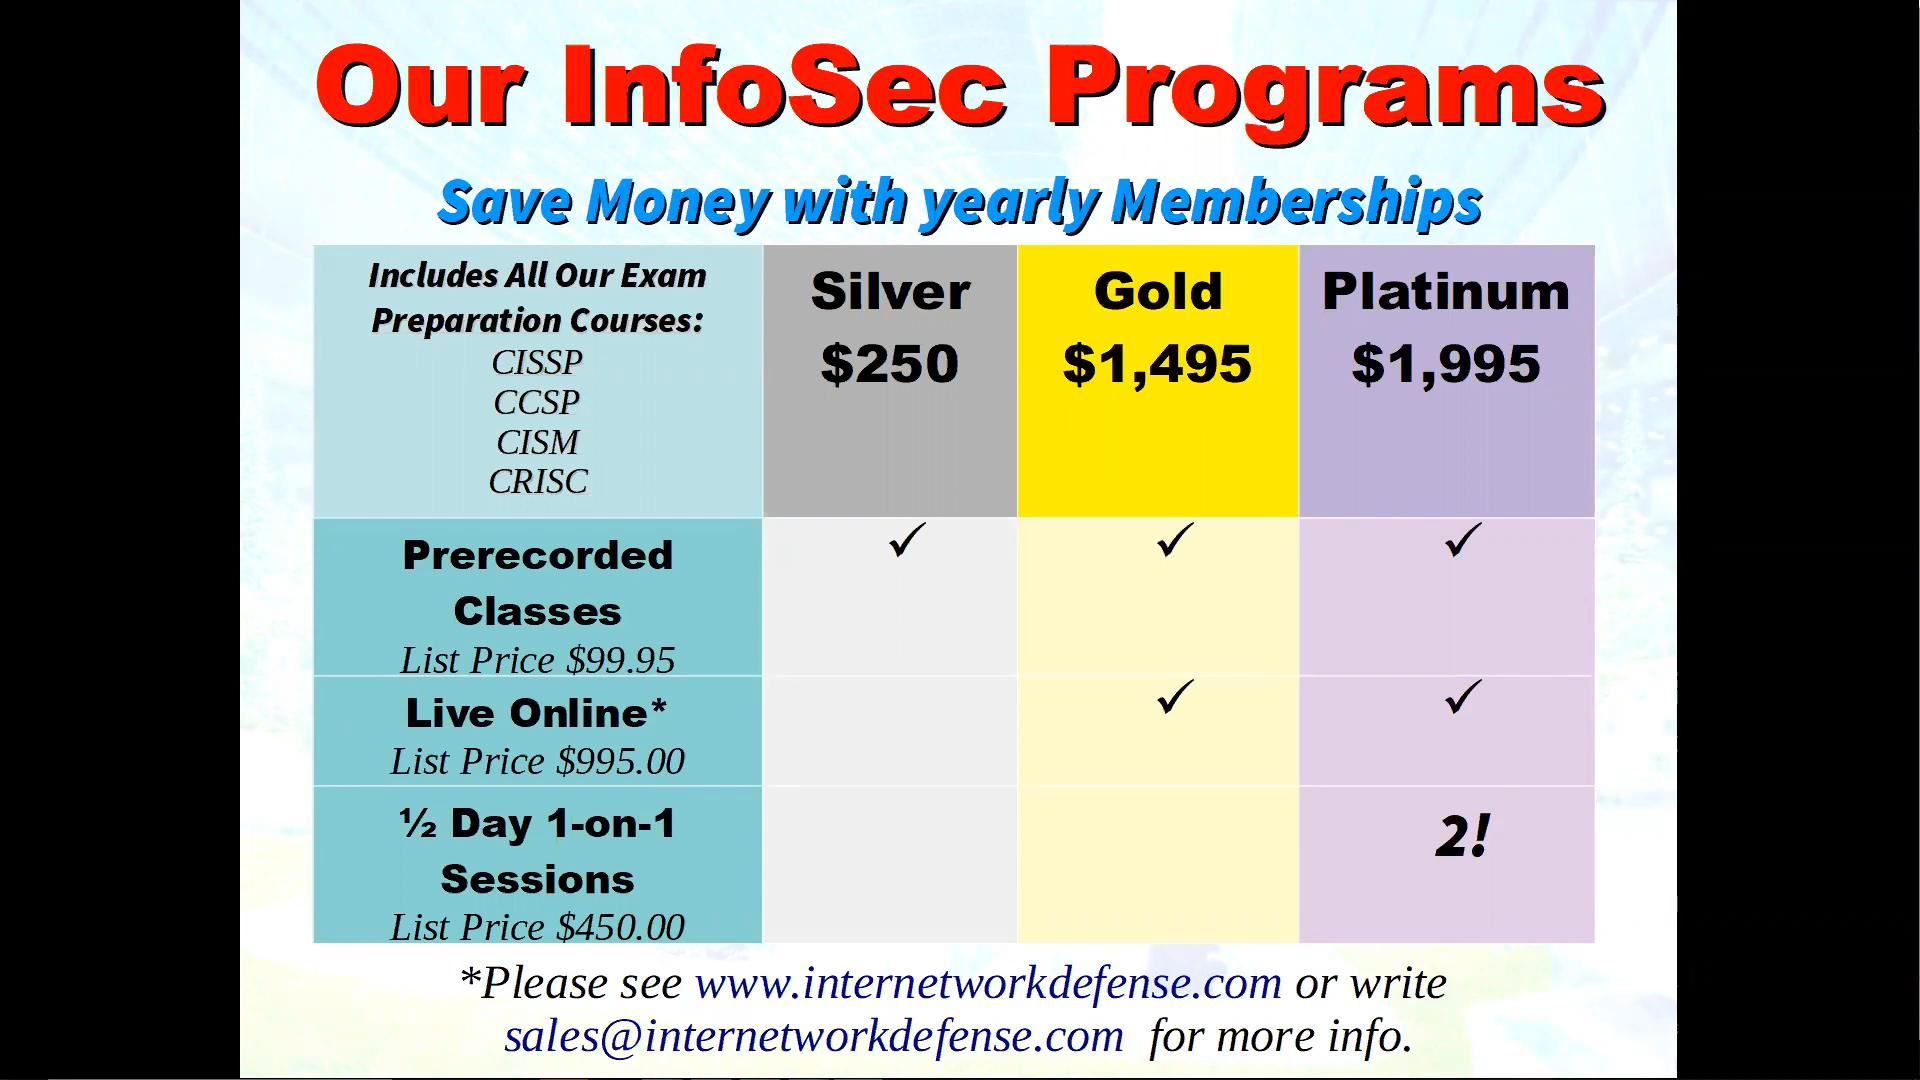 Our InfoSec Programs
Save Money with yearly Memberships
Includes All Our Exam
Preparation Courses:
CISSP
CCSP
CISM
CRISC
Silver
$250
Gold
$1,495
Platinum
$1,995
Prerecorded
Classes
List Price $99.95
✓ ✓ ✓
Live Online*
List Price $995.00
✓ ✓
½ Day 1-on-1
Sessions
List Price $450.00
2!
*Please see www.internetworkdefense.com or write
sales@internetworkdefense.com for more info.